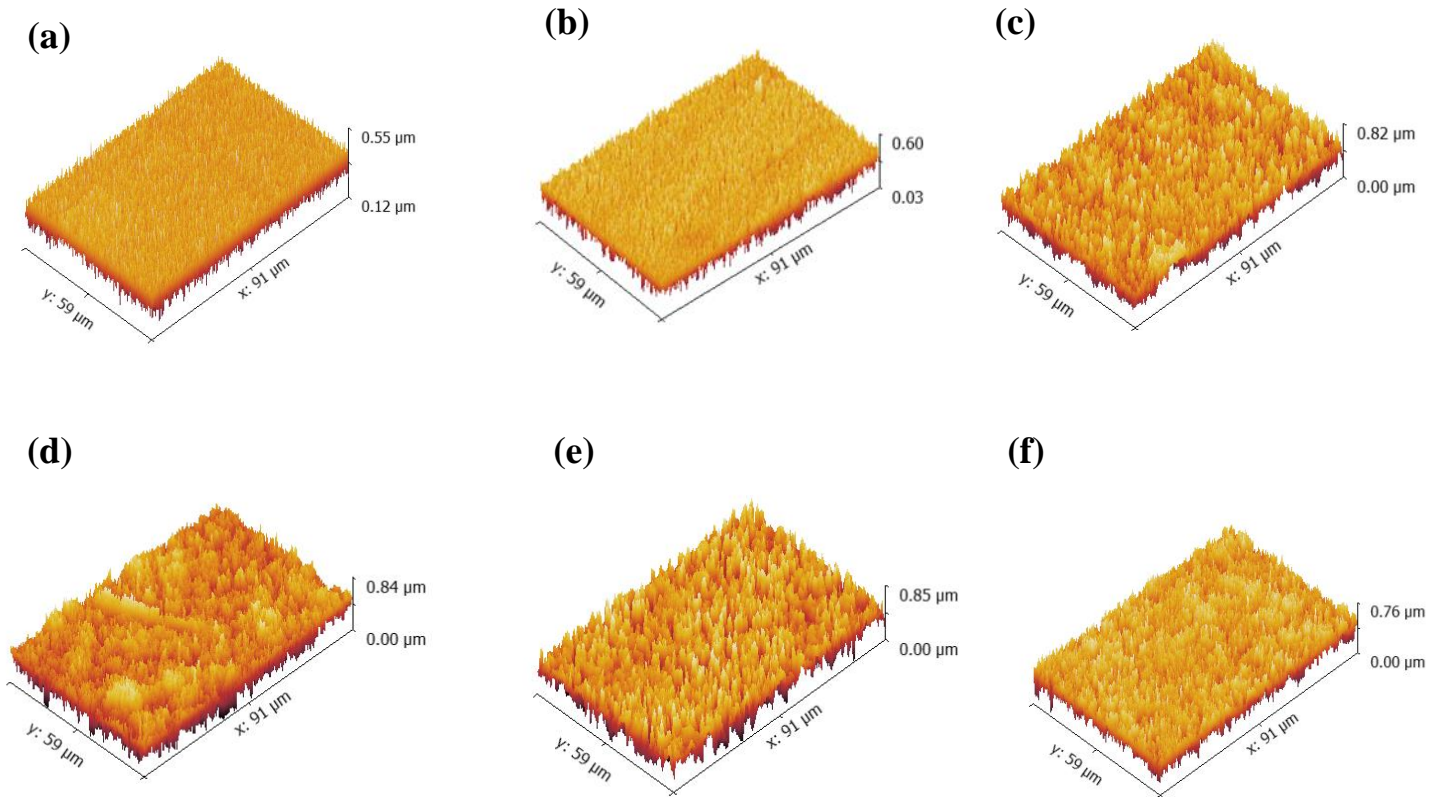 (a)
0.55 µm
0.12 µm
x: 91 µm
y: 59 µm
(b)
0.60
0.03
x: 91 µm
y: 59 µm
(c)
0.82 µm
0.00 µm
x: 91 µm
y: 59 µm
(d)
0.84 µm
0.00 µm
x: 91 µm
y: 59 µm
(e)
0.85 µm
0.00 µm
x: 91 µm
y: 59 µm
(f)
0.76 µm
0.00 µm
x: 91 µm
y: 59 µm